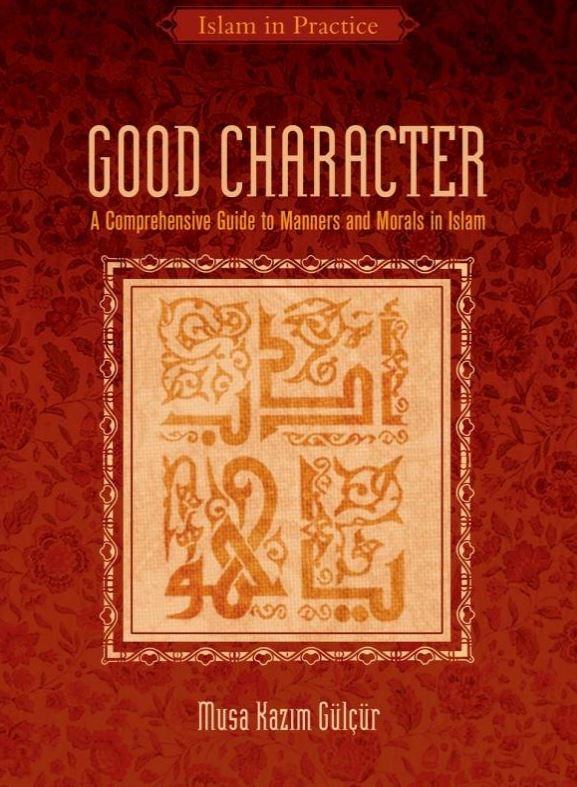 Islam in Practice
GOOD CHARACTER
A Comprehensive Guide to Manners and Morals in Islam
Musa Kazım Gülçür